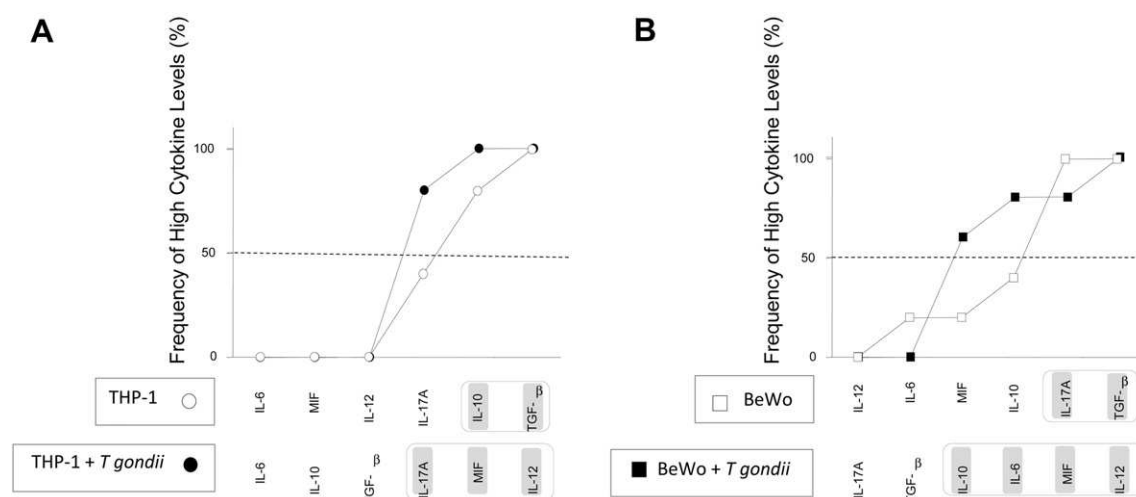 A
Frequency of High Cytokine Levels (%)
100
50
0
THP-1
IL-6
MIF
IL-12
IL-17A
IL-10
TGF-β
THP-1 + T gondii
IL-6
IL-10
GF-β
IL-17A
MIF
IL-12
B
Frequency of High Cytokine Levels (%)
100
50
0
BeWo
IL-12
IL-6
MIF
IL-10
IL-17A
TGF-β
BeWo + T gondii
IL-17A
TGF-β
IL-10
IL-6
MIF
IL-12